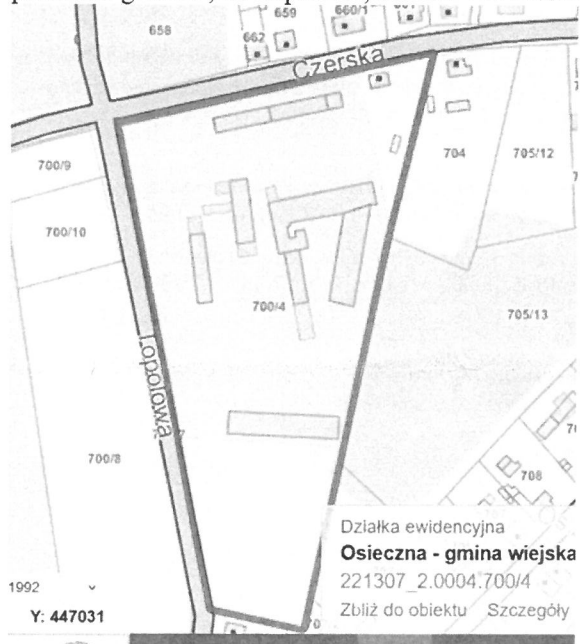 658
659
660/1
662
Czerska
700/9
704
705/12
700/10
700/4
705/13
Topolowa
700/8
708
Działka ewidencyjna
Osieczna - gmina wiejska
221307_2.0004.700/4
1992
Zbliż do obiektu Szczegóły
Y: 447031